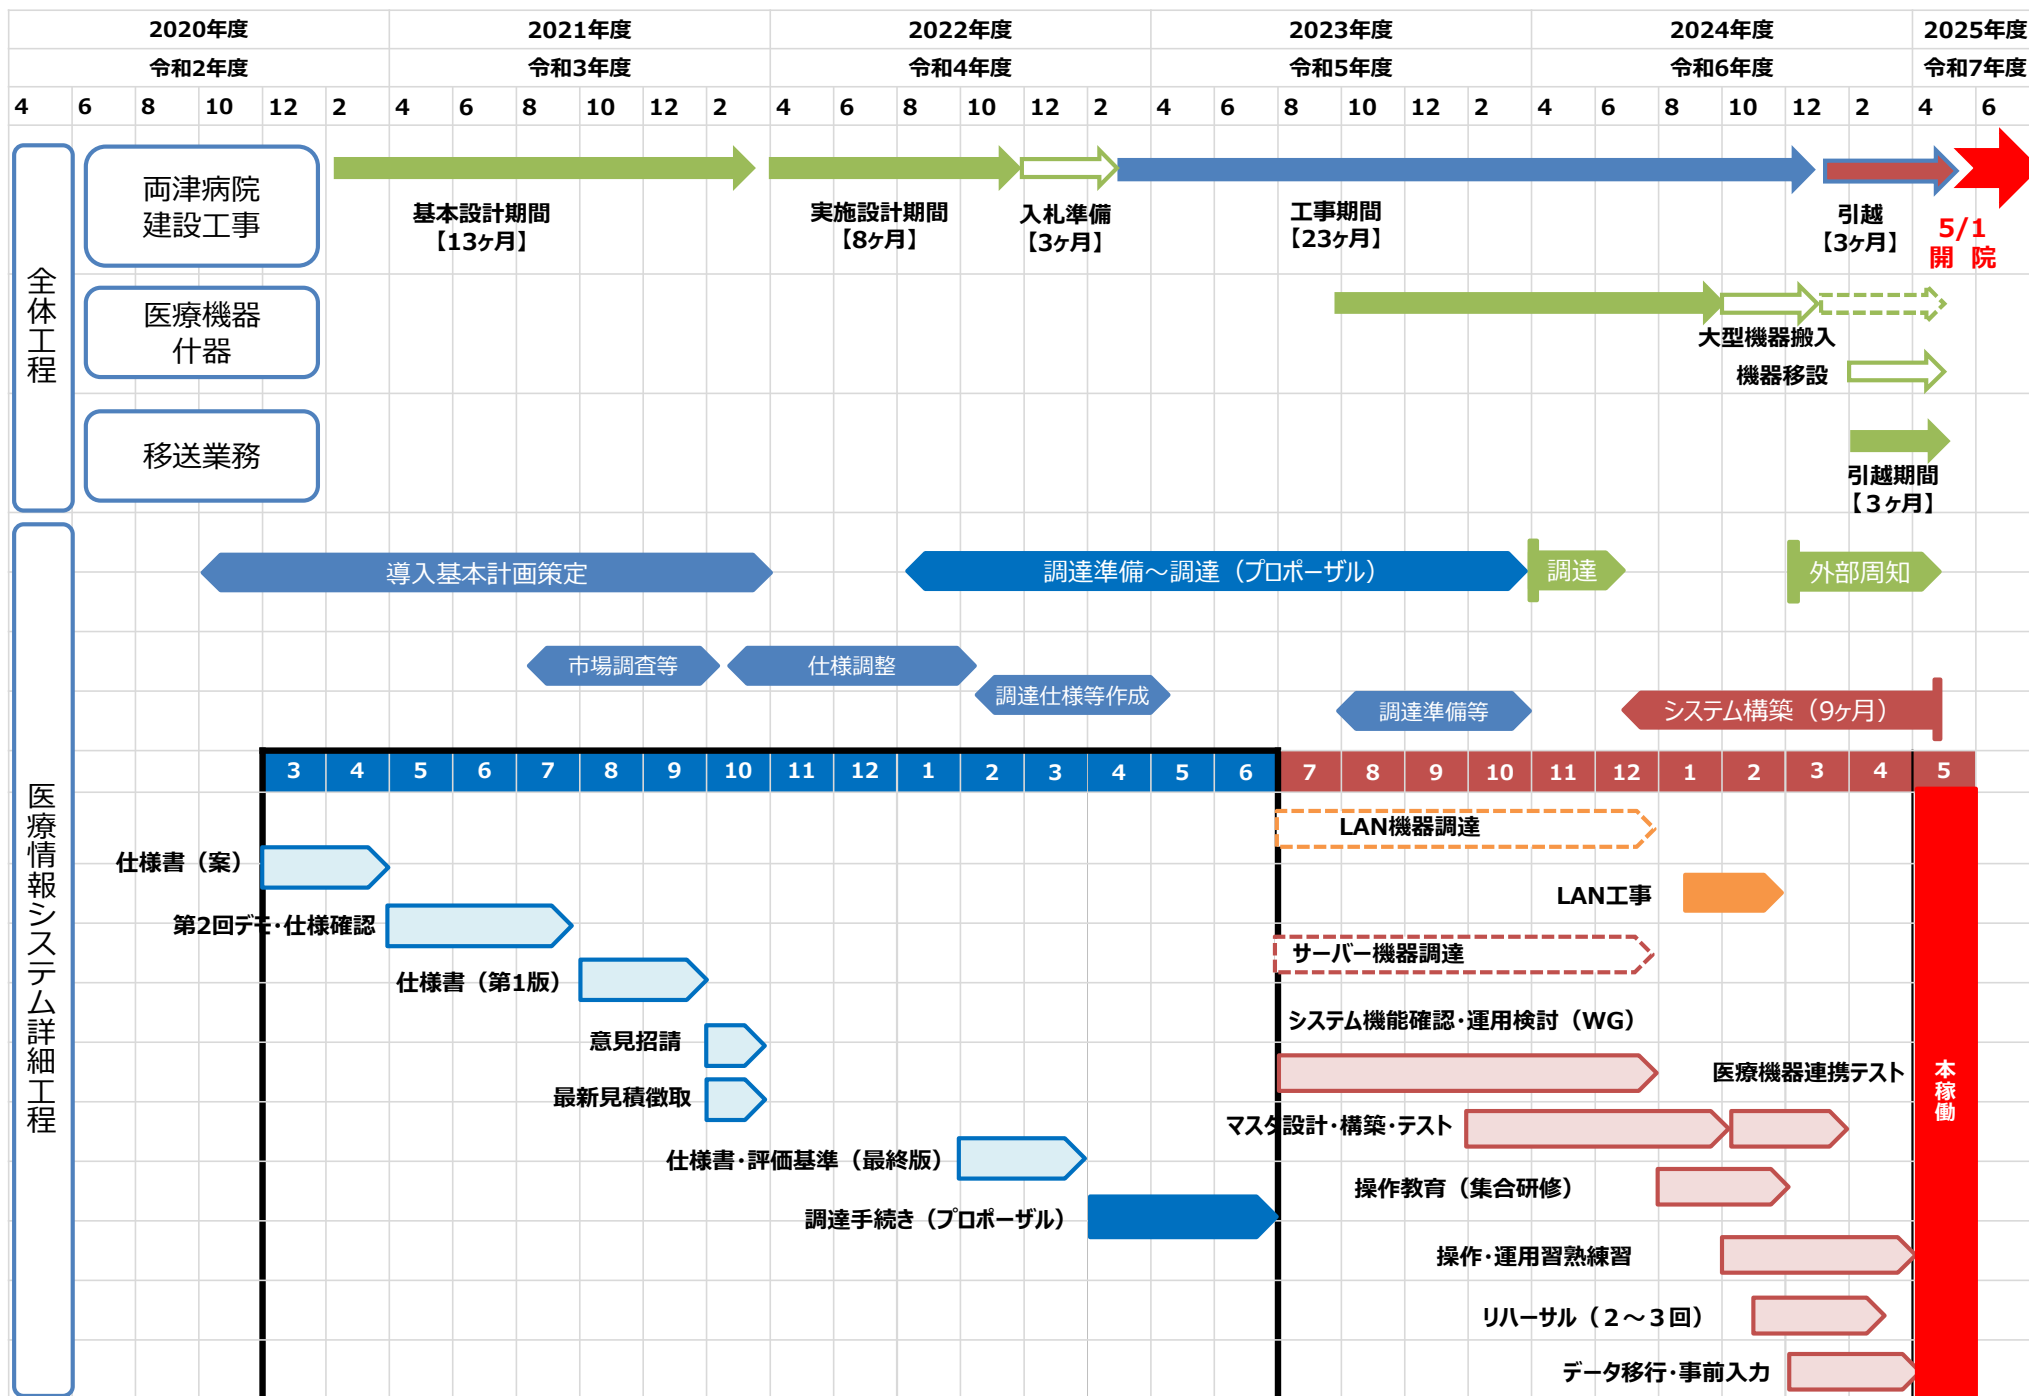 2020年度 2021年度 2022年度 2023年度 2024年度 2025年度
令和2年度 令和3年度 令和4年度 令和5年度 令和6年度 令和7年度
4 6 8 10 12 2 4 6 8 10 12 2 4 6 8 10 12 2 4 6 8 10 12 2 4 6 8 10 12 2 4 6
全体工程
両津病院
建設工事
基本設計期間
【13ヶ月】
実施設計期間
【8ヶ月】
入札準備
【3ヶ月】
工事期間
【23ヶ月】
引越
【3ヶ月】
5/1
開 院
医療機器
什器
大型機器搬入
機器移設
移送業務
引越期間
【３ヶ月】
医療情報システム詳細工程
導入基本計画策定
調達準備～調達（プロポーザル）
調達
外部周知
市場調査等
仕様調整
調達仕様等作成
調達準備等
システム構築（9ヶ月）
3 4 5 6 7 8 9 10 11 12 1 2 3 4 5 6 7 8 9 10 11 12 1 2 3 4 5
LAN機器調達
仕様書（案）
LAN工事
第2回デモ・仕様確認
サーバー機器調達
仕様書（第1版）
システム機能確認・運用検討（WG）
意見招請
医療機器連携テスト
最新見積徴取
マスタ設計・構築・テスト
仕様書・評価基準（最終版）
操作教育（集合研修）
調達手続き（プロポーザル）
操作・運用習熟練習
リハーサル（２～３回）
データ移行・事前入力
本稼働